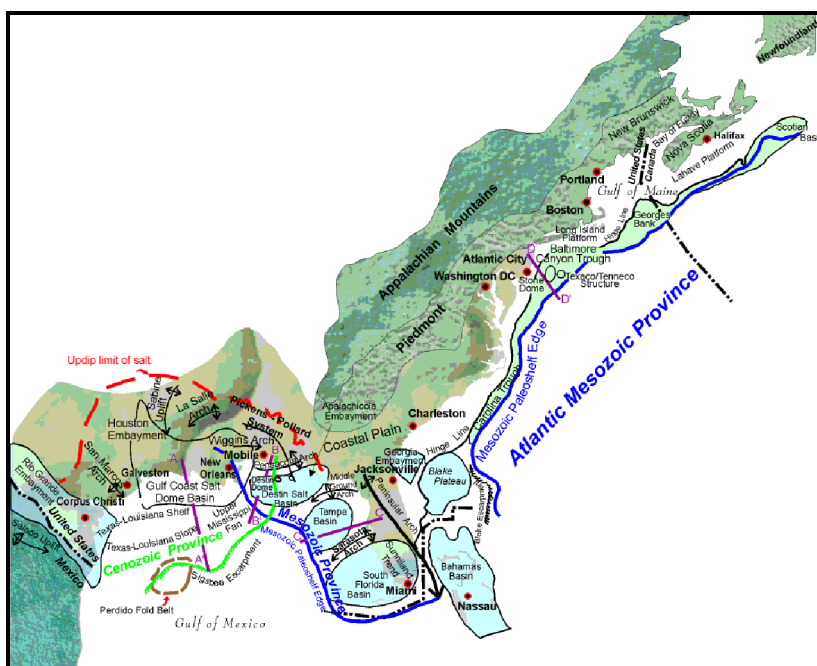 Newfoundland
New Brunswick
Bay of Fundy
Nova Scotia
Halifax
Scotian
Bas
Lahave Platform
United States
Canada
Portland
Gulf of Maine
Boston
Georges
Bank
Hinge Line
Long Island
Platform
Baltimore
Canyon Trough
Atlantic City
Washington DC
Stone
Dome
Texaco/Tenneco
Structure
D
D'
Appalachian Mountains
Piedmont
Atlantic Mesozoic Province
Mesozoic Paleoshelf Edge
Carolina Trough
Updip limit of salt
Sabine
Uplift
La Salle
Arch
Pickens - Pollard
System
Apalachicola
Embayment
Charleston
Coastal Plain
Hinge Line
Houston
Embayment
Wiggins Arch
Mobile
Pensacola Arch
Georgia
Embayment
Jacksonville
Blake
Plateau
Blake Escarpment
San Marcos
Arch
Galveston
New
Orleans
A
B
Gulf Coast Salt
Dome Basin
Destin
Dome
Destin Salt
Basin
Middle
Ground
Arch
Peninsular Arch
Rio Grande
Embayment
Corpus Christi
Texas-Louisiana Shelf
Upper
Mississippi
Fan
B'
Tampa
Basin
C
United States
Mexico
Salado Uplift
Texas-Louisiana Slope
A'
Cenozoic Province
Sigsbee Escarpment
Mesozoic Province
Mesozoic Paleoshelf Edge
Sarasota
Arch
Sunniland
Trend
South
Florida
Basin
Miami
Bahamas
Basin
Nassau
Perdido Fold Belt
Gulf of Mexico